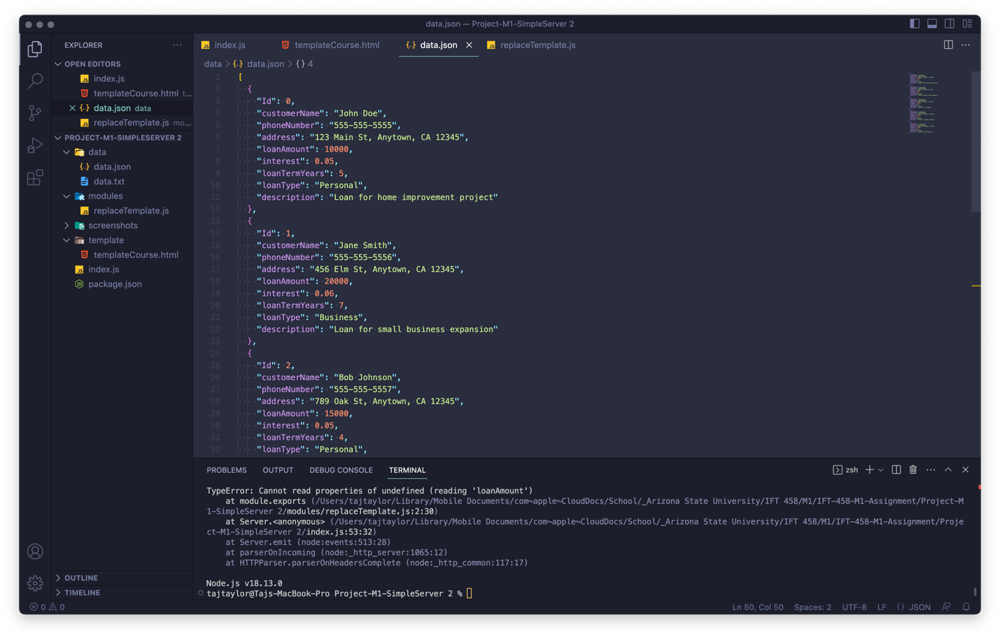 data.json — Project-M1-SimpleServer 2
EXPLORER
OPEN EDITORS
index.js
templateCourse.html t...
data.json data
replaceTemplate.js mo...
PROJECT-M1-SIMPLESERVER 2
data
data.json
data.txt
modules
replaceTemplate.js
screenshots
template
templateCourse.html
index.js
package.json
OUTLINE
TIMELINE
index.js templateCourse.html data.json replaceTemplate.js
data > {..} data.json > {} 4
1 [
2 {
3 "Id": 0,
4 "customerName": "John Doe",
5 "phoneNumber": "555-555-5555",
6 "address": "123 Main St, Anytown, CA 12345",
7 "loanAmount": 10000,
8 "interest": 0.05,
9 "loanTermYears": 5,
10 "loanType": "Personal",
11 "description": "Loan for home improvement project"
12 },
13 {
14 "Id": 1,
15 "customerName": "Jane Smith",
16 "phoneNumber": "555-555-5556",
17 "address": "456 Elm St, Anytown, CA 12345",
18 "loanAmount": 20000,
19 "interest": 0.06,
20 "loanTermYears": 7,
21 "loanType": "Business",
22 "description": "Loan for small business expansion"
23 },
24 {
25 "Id": 2,
26 "customerName": "Bob Johnson",
27 "phoneNumber": "555-555-5557",
28 "address": "789 Oak St, Anytown, CA 12345",
29 "loanAmount": 15000,
30 "interest": 0.05,
31 "loanTermYears": 4,
32 "loanType": "Personal",
PROBLEMS OUTPUT DEBUG CONSOLE TERMINAL zsh
TypeError: Cannot read properties of undefined (reading 'loanAmount')
at module.exports (/Users/tajtaylor/Library/Mobile Documents/com~apple~CloudDocs/School/_Arizona State University/IFT 458/M1/IFT-458-M1-Assignment/Project-M
1-SimpleServer 2/modules/replaceTemplate.js:2:30)
at Server.<anonymous> (/Users/tajtaylor/Library/Mobile Documents/com~apple~CloudDocs/School/_Arizona State University/IFT 458/M1/IFT-458-M1-Assignment/Proje
ct-M1-SimpleServer 2/index.js:53:32)
at Server.emit (node:events:513:28)
at parserOnIncoming (node:_http_server:1065:12)
at HTTPParser.parserOnHeadersComplete (node:_http_common:117:17)
Node.js v18.13.0
tajtaylor@Tajs-MacBook-Pro Project-M1-SimpleServer 2 %
0 0 Ln 50, Col 50 Spaces: 2 UTF-8 LF {} JSON